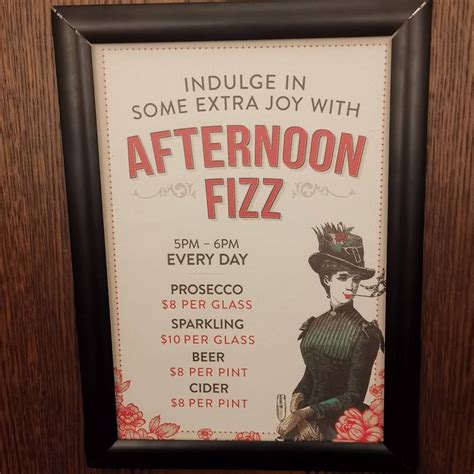 INDULGE IN
SOME EXTRA JOY WITH
AFTERNOON
FIZZ
5PM – 6PM
EVERY DAY
PROSECCO
$8 PER GLASS
SPARKLING
$10 PER GLASS
BEER
$8 PER PINT
CIDER
$8 PER PINT